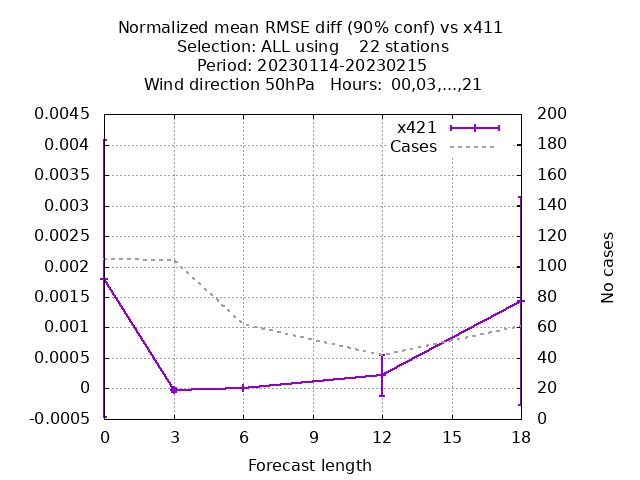 Normalized mean RMSE diff (90% conf) vs x411
Selection: ALL using    22 stations
Period: 20230114-20230215
Wind direction 50hPa   Hours:  00,03,...,21
0.0045
0.004
0.0035
0.003
0.0025
0.002
0.0015
0.001
0.0005
0
-0.0005
x421
Cases
200
180
160
140
120
100
80
60
40
20
0
No cases
0 3 6 9 12 15 18
Forecast length